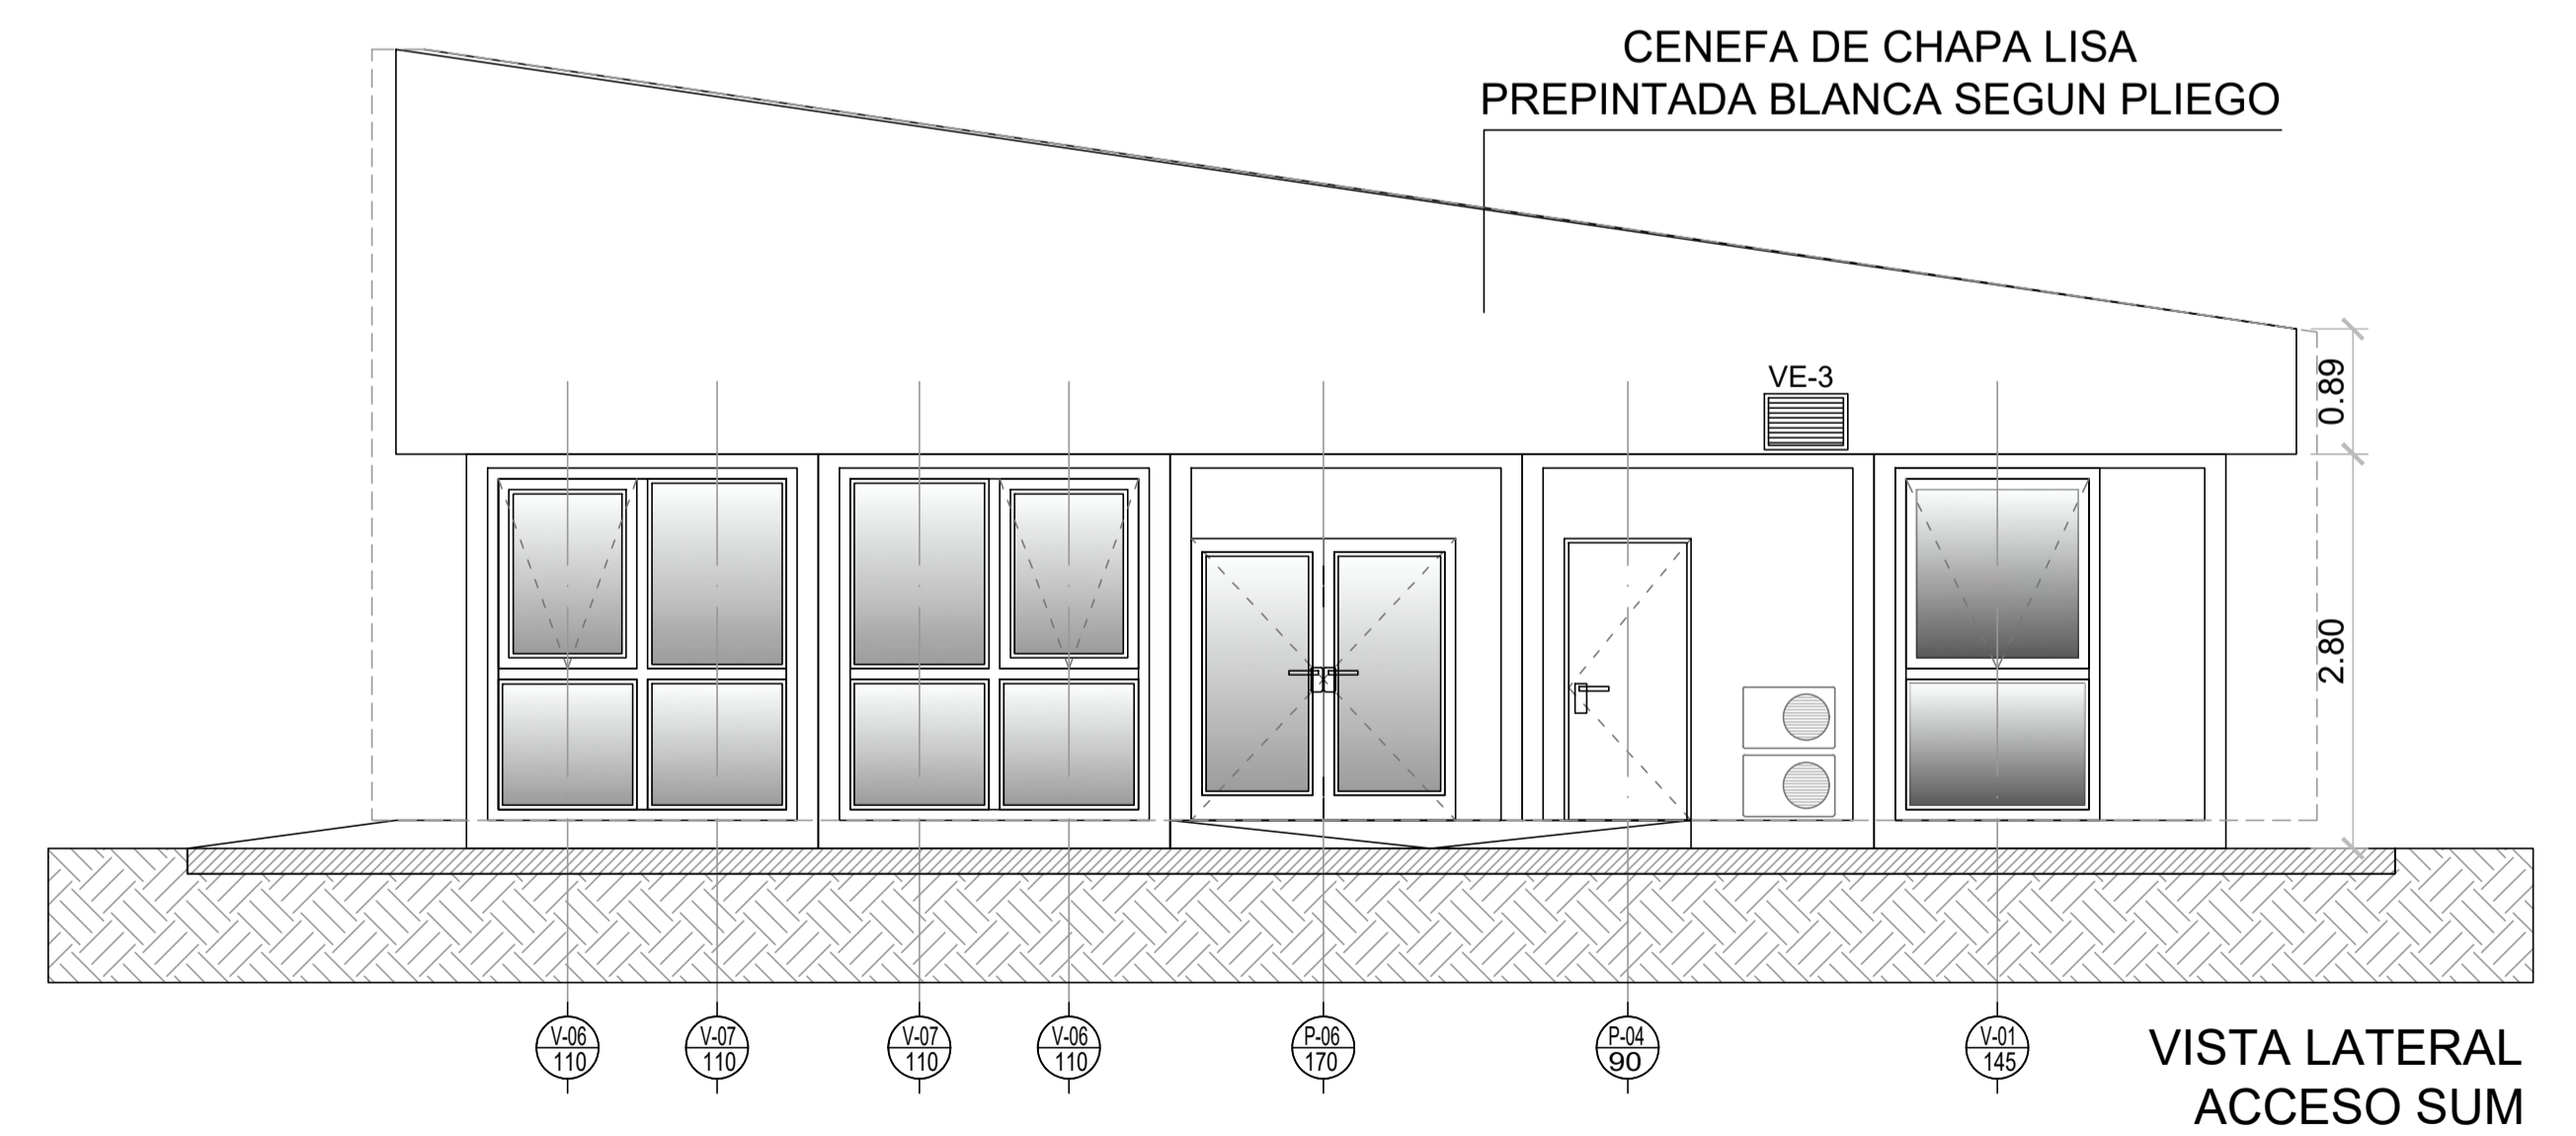 CENEFA DE CHAPA LISA
PREPINTADA BLANCA SEGUN PLIEGO
VE-3
0.89
2.80
V-06
110
V-07
110
V-07
110
V-06
110
P-06
170
P-04
90
V-01
145
VISTA LATERAL
ACCESO SUM